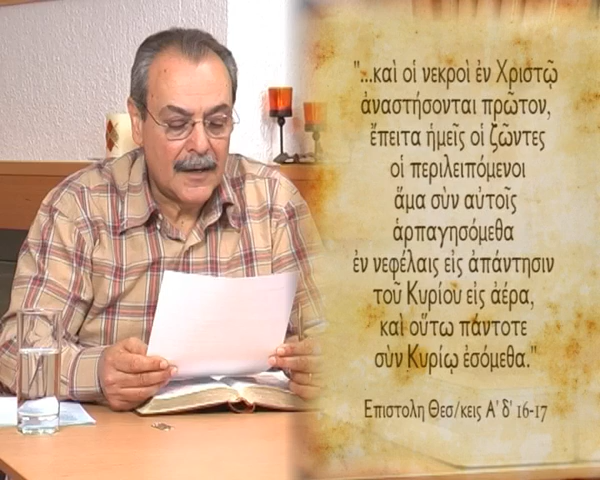 "...καὶ οἱ νεκροὶ ἐν Χριστῷ
ἀναστήσονται πρῶτον,
ἔπειτα ἡμεῖς οἱ ζῶντες
οἱ περιλειπόμενοι
ἅμα σὺν αὐτοῖς
ἁρπαγησόμεθα
ἐν νεφέλαις εἰς ἀπάντησιν
τοῦ Κυρίου εἰς ἀέρα,
καὶ οὕτω πάντοτε
σὺν Κυρίῳ ἐσόμεθα."
Επιστολη Θεσ/κεις Α' δ' 16-17